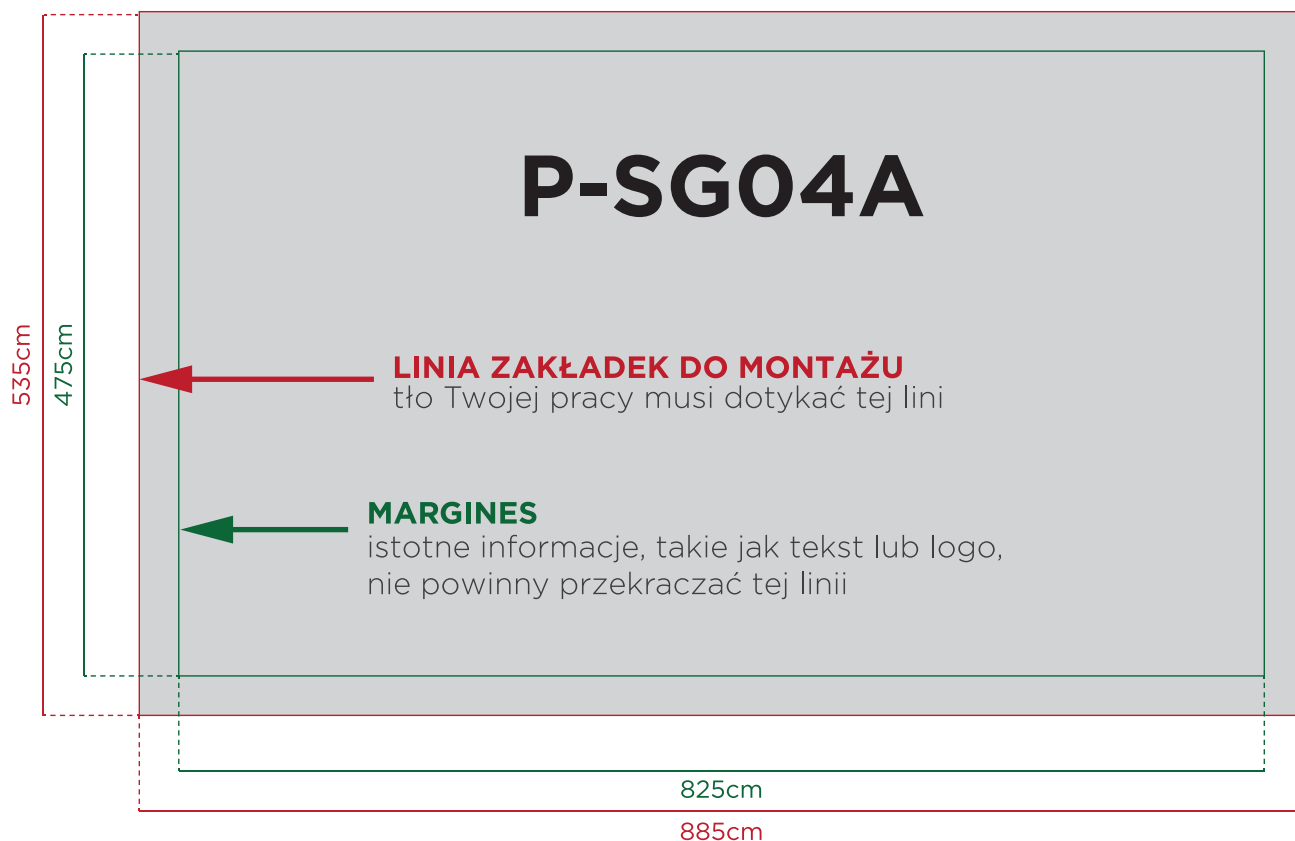 P-SG04A
535cm
475cm
LINIA ZAKŁADEK DO MONTAŻU
tło Twojej pracy musi dotykać tej lini
MARGINES
istotne informacje, takie jak tekst lub logo,
nie powinny przekraczać tej linii
825cm
885cm